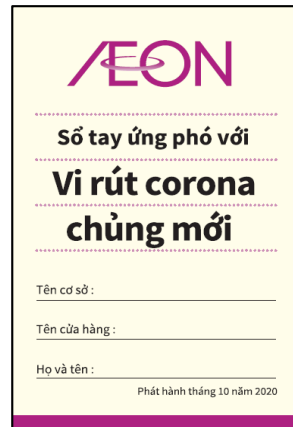 ÆON
Sổ tay ứng phó với
Vi rút corona
chủng mới
Tên cơ sở :
Tên cửa hàng :
Họ và tên :
Phát hành tháng 10 năm 2020